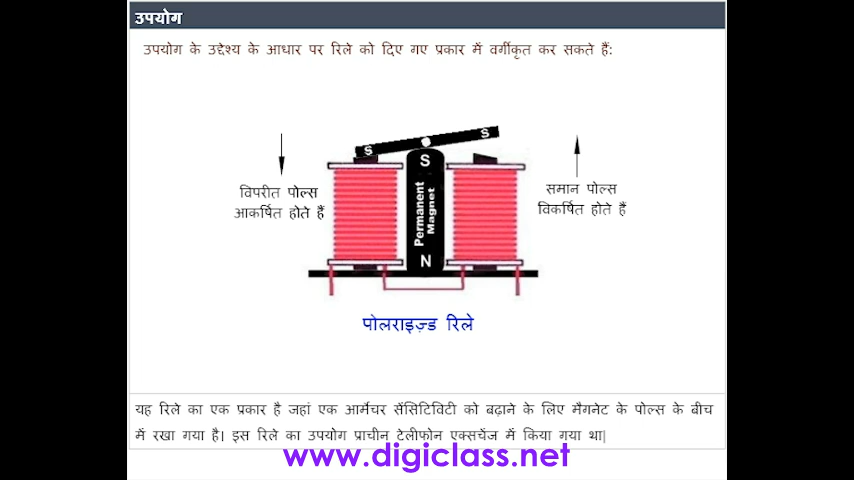 उपयोग
उपयोग के उद्देश्य के आधार पर रिले को दिए गए प्रकार में वर्गीकृत कर सकते हैं:
S
S
S
विपरीत पोल्स
आकर्षित होते हैं
Permanent
Magnet
समान पोल्स
विकर्षित होते हैं
N
पोलराइज़्ड रिले
यह रिले का एक प्रकार है जहां एक आर्मेचर सेंसिटिविटी को बढ़ाने के लिए मैगनेट के पोल्स के बीच
में रखा गया है। इस रिले का उपयोग प्राचीन टेलीफोन एक्सचेंज में किया गया था
www.digiclass.net